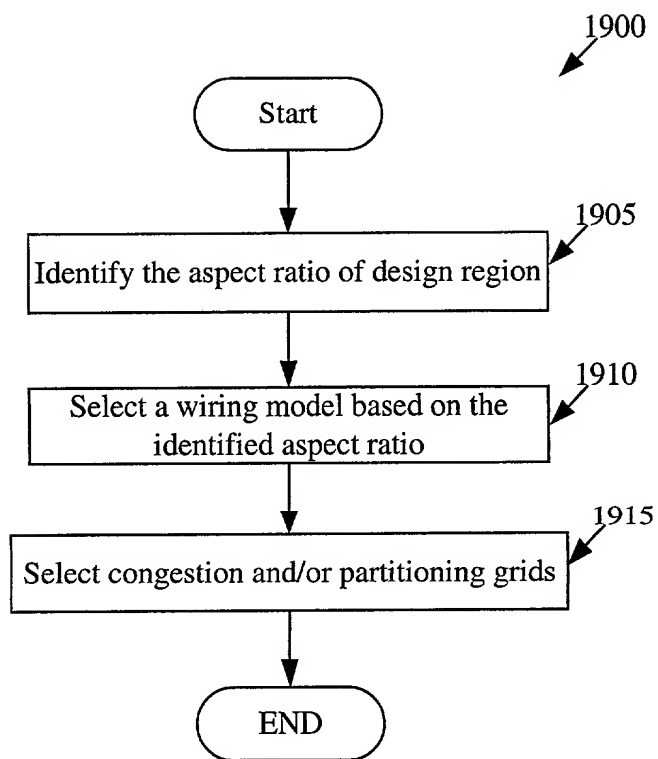 1900
Start
1905
Identify the aspect ratio of design region
1910
Select a wiring model based on the
identified aspect ratio
1915
Select congestion and/or partitioning grids
END